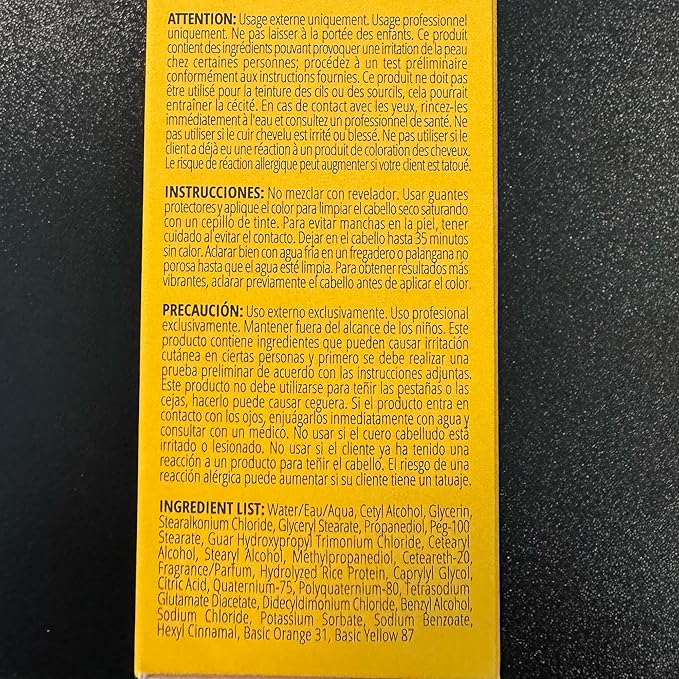 ATTENTION: Usage externe uniquement. Usage professionnel
uniquement. Ne pas laisser à la portée des enfants. Ce produit
contient des ingrédients pouvant provoquer une irritation de la peau
chez certaines personnes; procédez à un test préliminaire
conformément aux instructions fournies. Ce produit ne doit pas
être utilisé pour la teinture des cils ou des sourcils, cela pourrait
entraîner la cécité. En cas de contact avec les yeux, rincez-les
immédiatement à l'eau et consultez un professionnel de santé. Ne
pas utiliser si le cuir chevelu est irrité ou blessé. Ne pas utiliser si le
client a déjà eu une réaction à un produit de coloration des cheveux.
Le risque de réaction allergique peut augmenter si votre client est tatoué.
INSTRUCCIONES: No mezclar con revelador. Usar guantes
protectores y aplique el color para limpiar el cabello seco saturando
con un cepillo de tinte. Para evitar manchas en la piel, tener
cuidado al evitar el contacto. Dejar en el cabello hasta 35 minutos
sin calor. Aclarar bien con agua fría en un fregadero o palangana no
porosa hasta que el agua esté limpia. Para obtener resultados más
vibrantes, aclarar previamente el cabello antes de aplicar el color.
PRECAUCIÓN: Uso externo exclusivamente. Uso profesional
exclusivamente. Mantener fuera del alcance de los niños. Este
producto contiene ingredientes que pueden causar irritación
cutánea en ciertas personas y primero se debe realizar una
prueba preliminar de acuerdo con las instrucciones adjuntas.
Este producto no debe utilizarse para teñir las pestañas o las
cejas, hacerlo puede causar ceguera. Si el producto entra en
contacto con los ojos, enjuágarlos inmediatamente con agua y
consultar con un médico. No usar si el cuero cabelludo está
irritado o lesionado. No usar si el cliente ya ha tenido una
reacción a un producto para teñir el cabello. El riesgo de una
reacción alérgica puede aumentar si su cliente tiene un tatuaje.
INGREDIENT LIST: Water/Eau/Aqua, Cetyl Alcohol, Glycerin,
Stearalkonium Chloride, Glyceryl Stearate, Propanediol, Peg-100
Stearate, Guar Hydroxypropyl Trimonium Chloride, Cetearyl
Alcohol, Stearyl Alcohol, Methylpropanediol, Ceteareth-20,
Fragrance/Parfum, Hydrolyzed Rice Protein, Caprylyl Glycol,
Citric Acid, Quaternium-75, Polyquaternium-80, Tetrasodium
Glutamate Diacetate, Didecyldimonium Chloride, Benzyl Alcohol,
Sodium Chloride, Potassium Sorbate, Sodium Benzoate,
Hexyl Cinnamal, Basic Orange 31, Basic Yellow 87